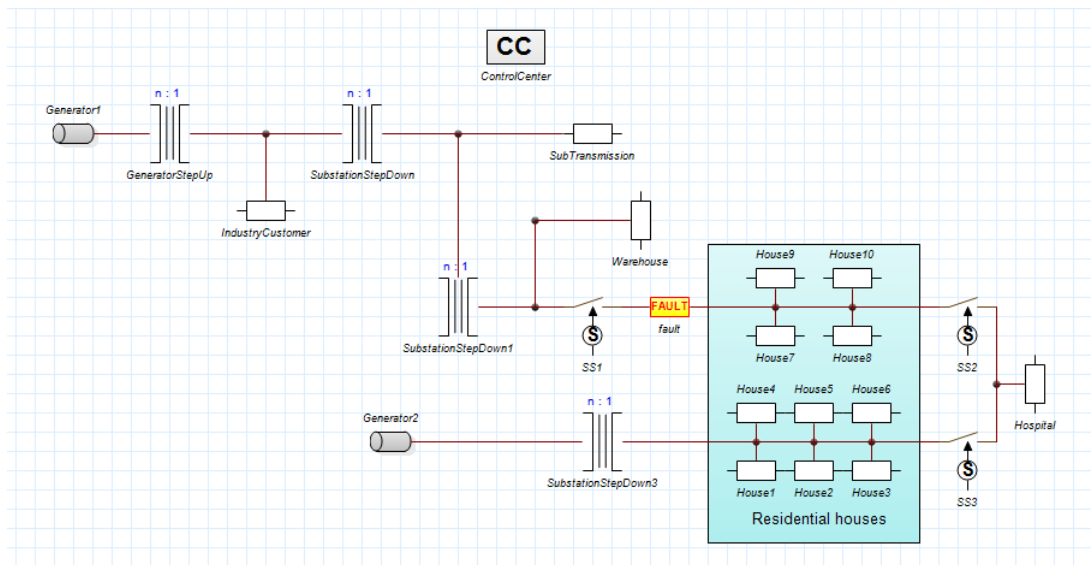 CC
ControlCenter
n : 1
n : 1
Generator1
GeneratorStepUp
SubstationStepDown
SubTransmission
IndustryCustomer
Warehouse
n : 1
SubstationStepDown1
S
SS1
FAULT
fault
House9
House10
House7
House8
S
SS2
Hospital
Generator2
n : 1
SubstationStepDown3
House4
House5
House6
House1
House2
House3
S
SS3
Residential houses